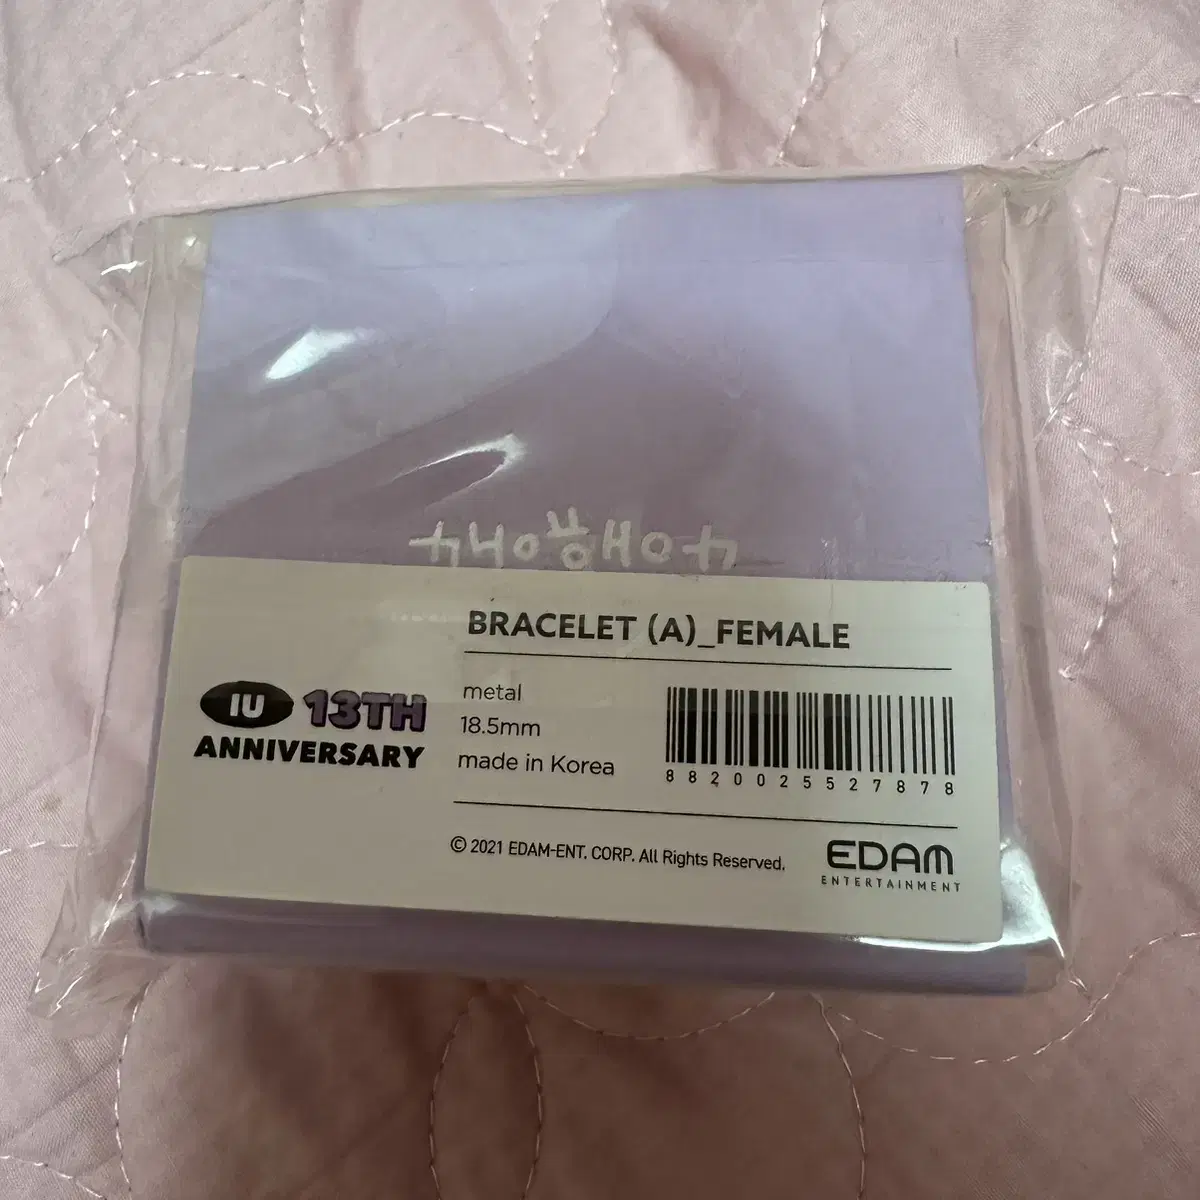 BRACELET (A)_FEMALE
IU 13TH
ANNIVERSARY
metal
18.5mm
made in Korea
8820025527878
© 2021 EDAM-ENT. CORP. All Rights Reserved.
EDAM
ENTERTAINMENT